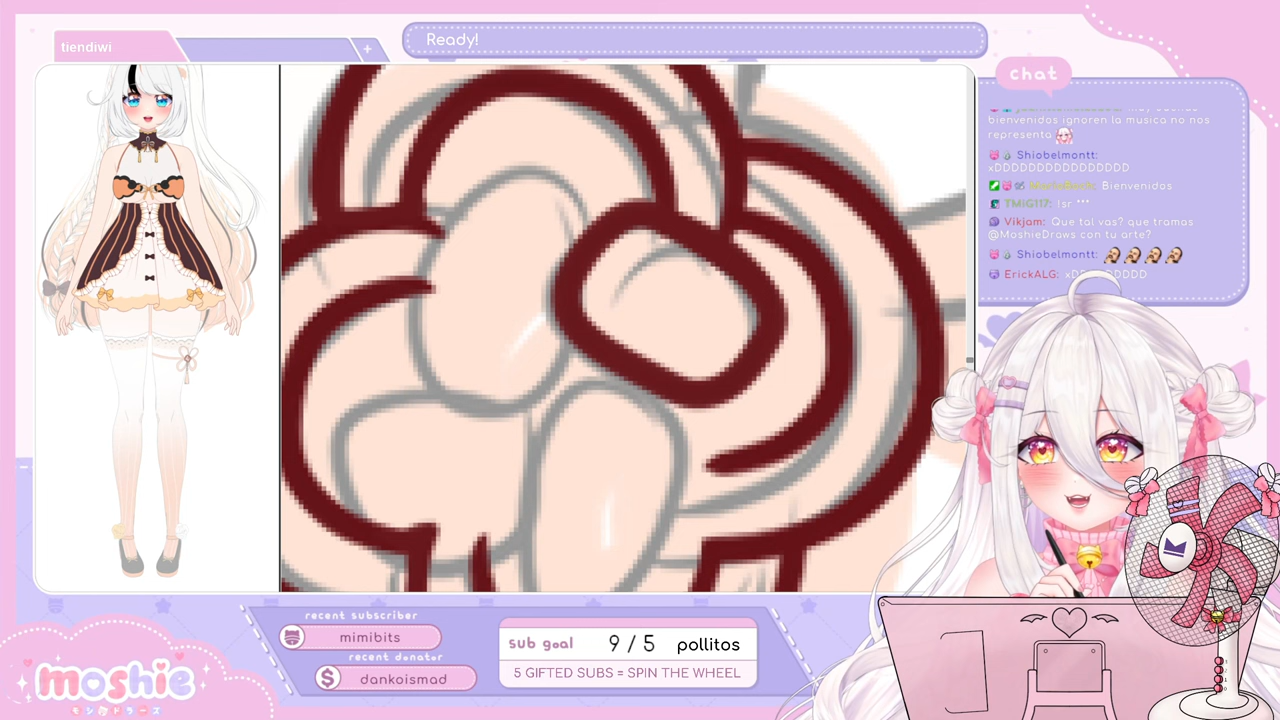 tiendiwi
+
Ready!
chat
bienvenidos ignoren la musica no nos
representa
Shiobelmontt:
xDDDDDDDDDDDDDDDD
Bienvenidos
TMiG117: !sr ***
Vikjam: Que tal vas? que tramas
@MoshieDraws con tu arte?
Shiobelmontt:
ErickALG:
recent subscriber
mimibits
recent donator
$ dankoismad
sub goal 9 / 5 pollitos
5 GIFTED SUBS = SPIN THE WHEEL
moshie